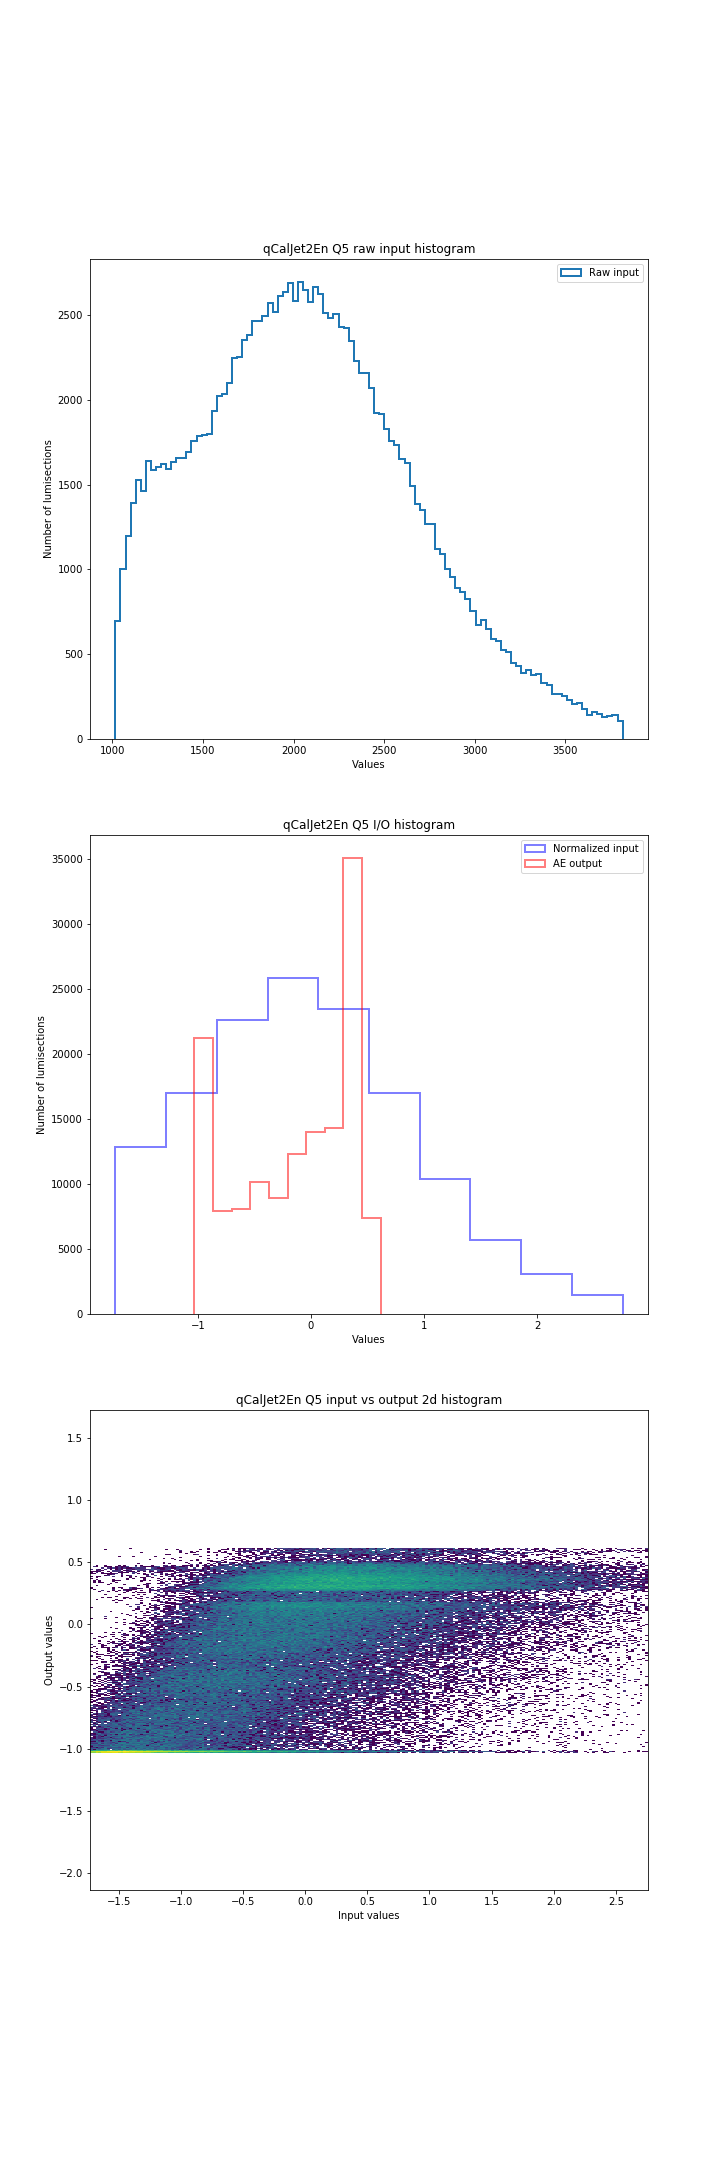 qCalJet2En Q5 raw input histogram
Raw input
2500
2000
1500
1000
500
0
Number of lumisections
1000 1500 2000 2500 3000 3500
Values
qCalJet2En Q5 I/O histogram
Normalized input
AE output
35000
30000
25000
20000
15000
10000
5000
0
Number of lumisections
−1 0 1 2
Values
qCalJet2En Q5 input vs output 2d histogram
1.5
1.0
0.5
0.0
−0.5
−1.0
−1.5
−2.0
Output values
−1.5 −1.0 −0.5 0.0 0.5 1.0 1.5 2.0 2.5
Input values